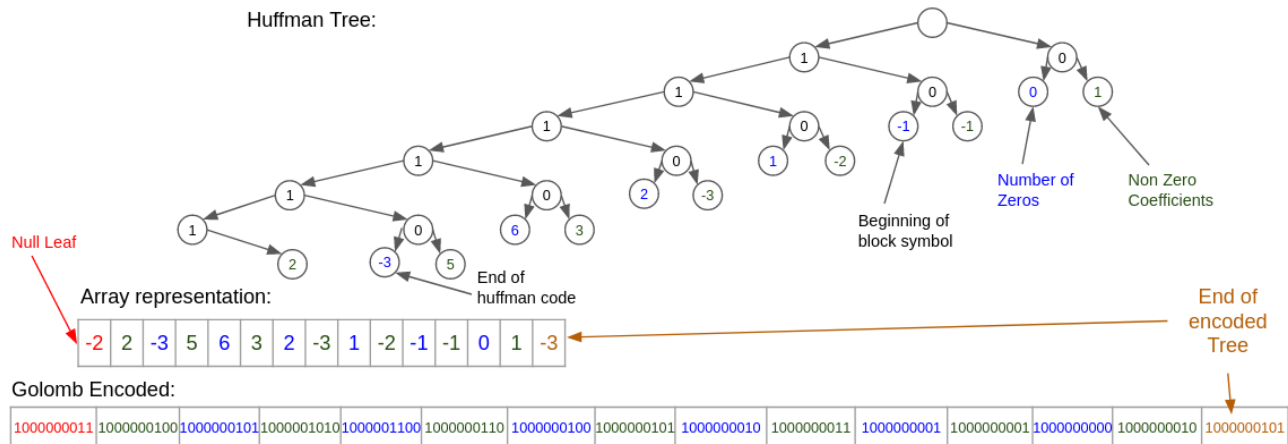 Huffman Tree:
1 0
1 0 0 1
1 0 -1 -1
1 0 1 -2
1 0 2 -3
1 0 6 3
2 -3 5
Number of
Zeros
Non Zero
Coefficients
Beginning of
block symbol
Null Leaf
End of
huffman code
Array representation:
-2 2 -3 5 6 3 2 -3 1 -2 -1 -1 0 1 -3
End of
encoded
Tree
Golomb Encoded:
1000000011 1000000100 1000000101 1000001010 1000001100 1000000110 1000000100 1000000101 1000000010 1000000011 1000000001 1000000001 1000000000 1000000010 1000000101